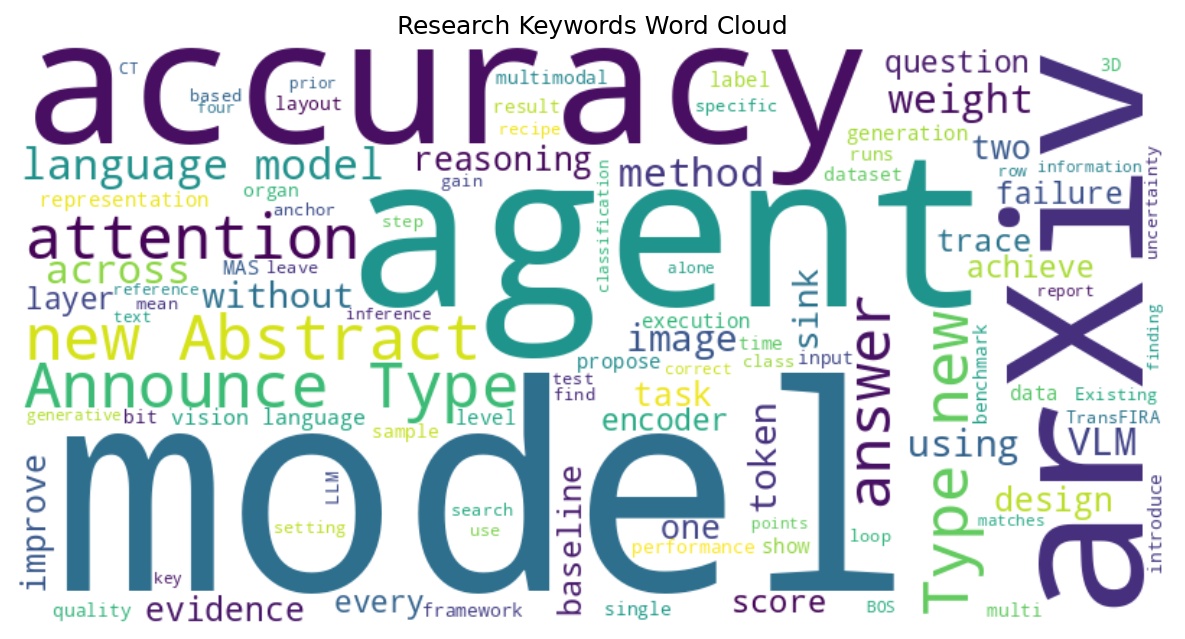 Research Keywords Word Cloud
accuracy
CT
prior
based
four
layout
multimodal
result
recipe
label
specific
question
weight
3D
arXiv
generation
runs
dataset
two
row
information
language model
reasoning
gain
method
failure
uncertainty
representation
organ
anchor
step
classification
agent
alone
trace
achieve
report
attention
across
MAS
leave
layer
reference
mean
text
without
inference
sink
execution
image
time
propose
correct
class
input
answer
new Abstract
Announce Type
Type new
benchmark
finding
data
Existing
TransFIRA
VLM
test
find
task
encoder
token
using
generative
bit
vision language
level
sample
model
LLM
setting
search
use
baseline
one
performance
points
show
loop
design
matches
introduce
improve
key
quality
evidence
every
framework
single
score
BOS
multi